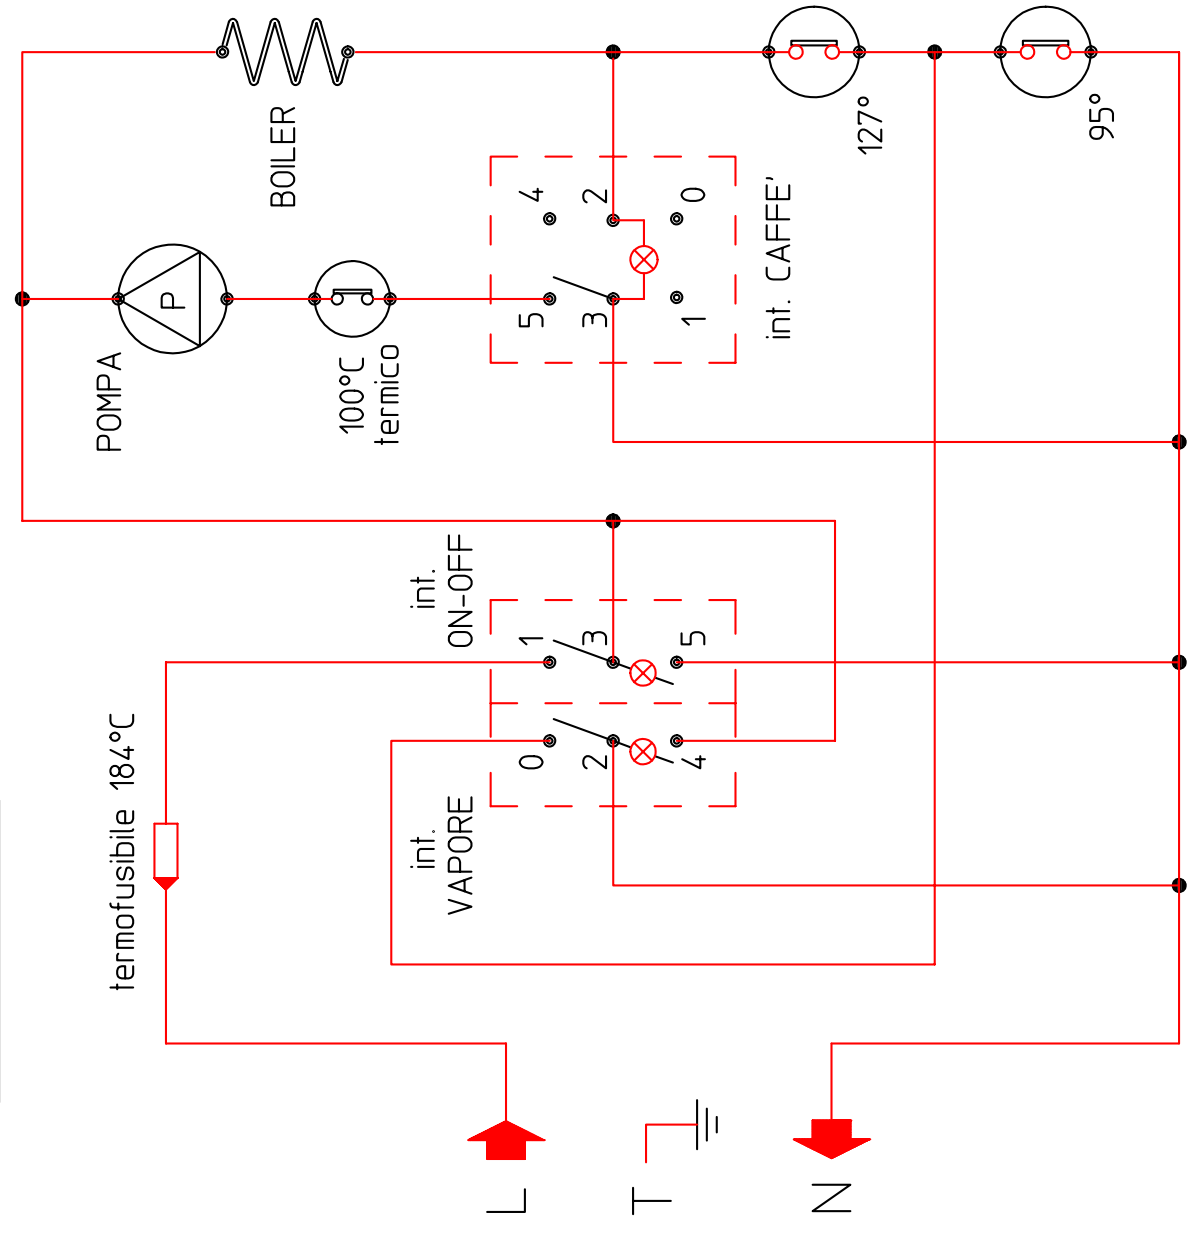 BOILER
127°
95°
POMPA
P
100°C
termico
4
2
0
5
3
1
int. CAFFE'
int.
ON-OFF
1
3
5
0
2
4
int.
VAPORE
termofusibile 184°C
L
T
N